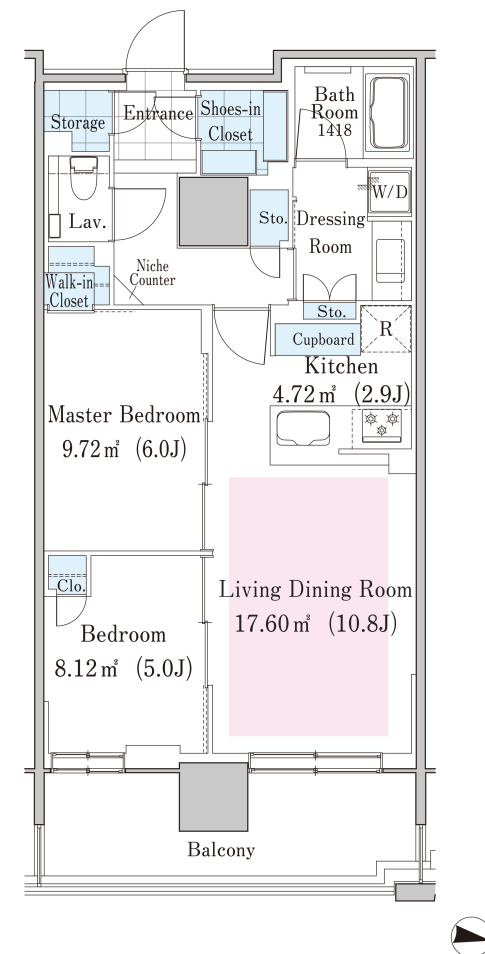 Bath
Room
1418
Entrance
Shoes-in
Closet
Storage
W/D
Lav.
Sto.
Dressing
Room
Niche
Counter
Walk-in
Closet
Sto.
R
Cupboard
Kitchen
4.72㎡ (2.9J)
Master Bedroom
9.72㎡ (6.0J)
Clo.
Living Dining Room
17.60㎡ (10.8J)
Bedroom
8.12㎡ (5.0J)
Balcony